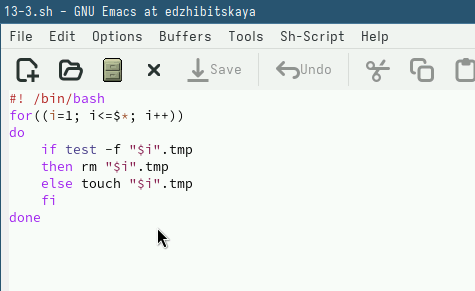 13-3.sh - GNU Emacs at edzhibitskaya
File Edit Options Buffers Tools Sh-Script Help
Save Undo
#! /bin/bash
for((i=1; i<=$*; i++))
do
    if test -f "$i".tmp
    then rm "$i".tmp
    else touch "$i".tmp
    fi
done